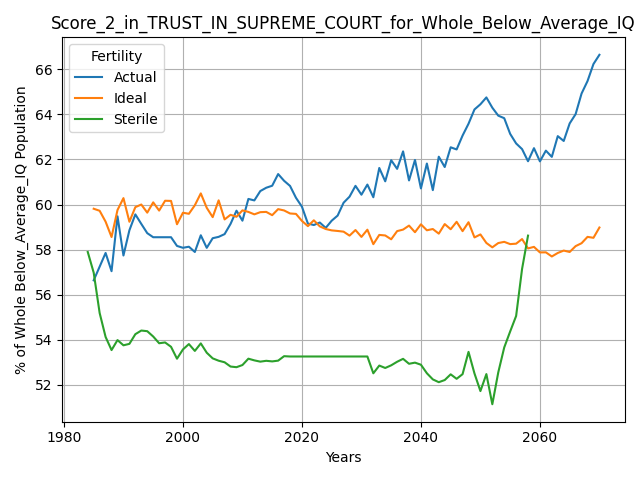 Score_2_in_TRUST_IN_SUPREME_COURT_for_Whole_Below_Average_IQ
% of Whole Below_Average_IQ Population
66
64
62
60
58
56
54
52
Fertility
Actual
Ideal
Sterile
1980
2000
2020
2040
2060
Years